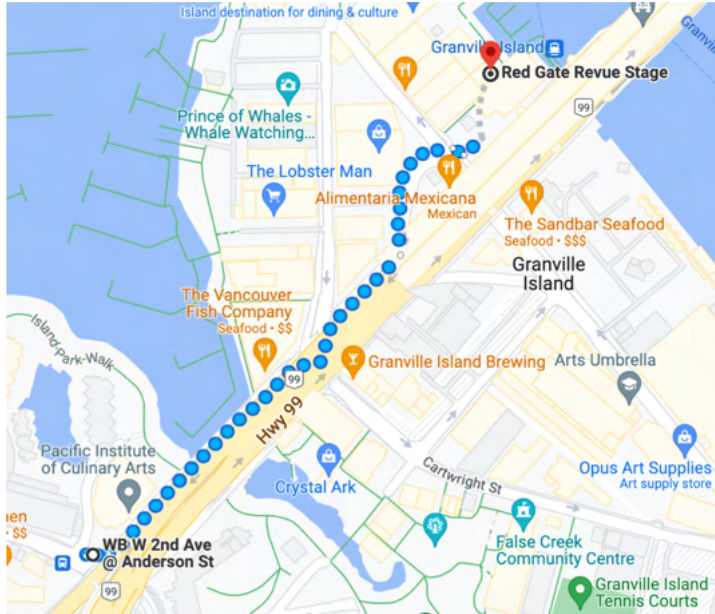 Island destination for dining & culture
Granville Island
Red Gate Revue Stage
99
Prince of Whales -
Whale Watching...
The Lobster Man
Alimentaria Mexicana
Mexican
The Sandbar Seafood
Seafood • $$$
Granville
Island
The Vancouver
Fish Company
Seafood • $$
Island-Park-Walk
99
Granville Island Brewing
Arts Umbrella
Hwy 99
Pacific Institute
of Culinary Arts
Crystal Ark
Cartwright St
Opus Art Supplies
Art supply store
men
• $$
WB W 2nd Ave
@ Anderson St
False Creek
Community Centre
99
Granville Island
Tennis Courts